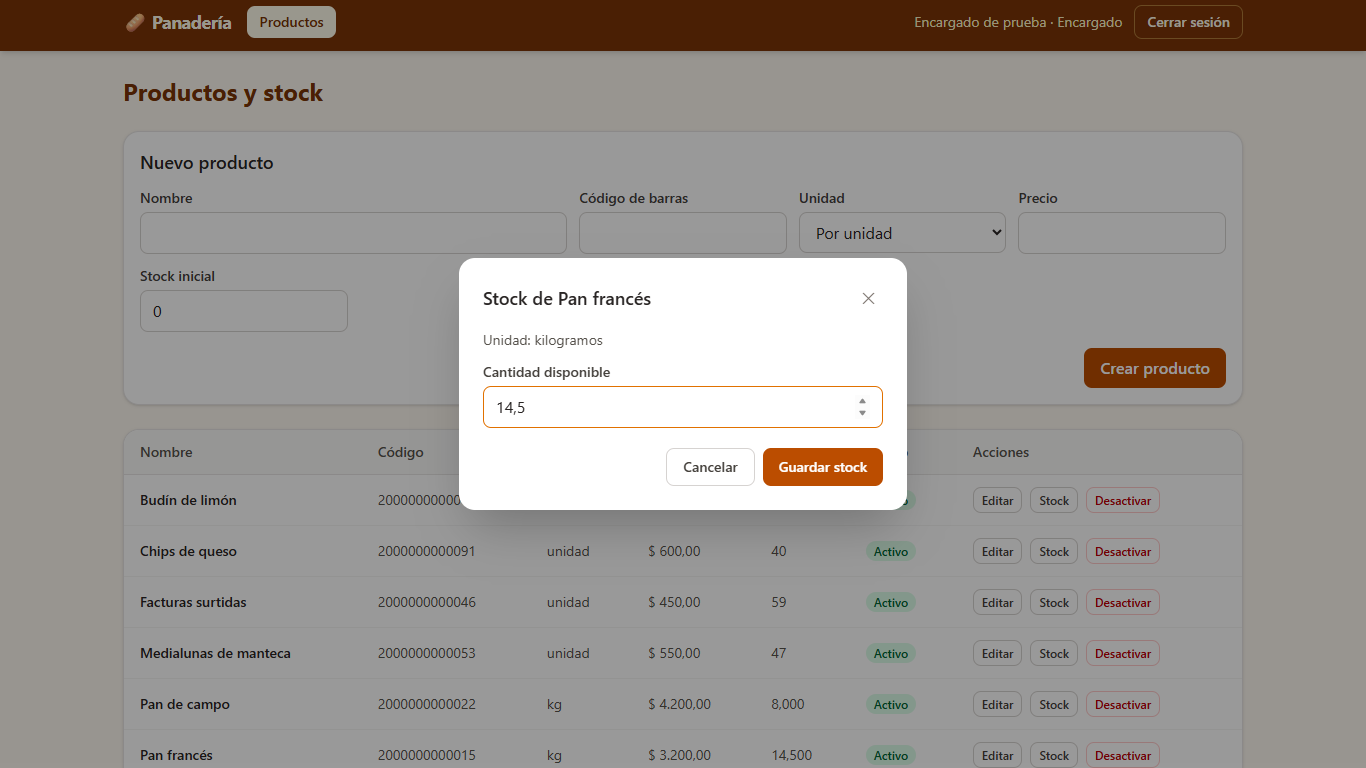 Panadería Productos Encargado de prueba · Encargado Cerrar sesión
Productos y stock
Nuevo producto
Nombre Código de barras Unidad Precio
Por unidad
Stock inicial
0
Crear producto
Stock de Pan francés
Unidad: kilogramos
Cantidad disponible
14,5
Cancelar Guardar stock
Nombre Código Acciones
Budín de limón Editar Stock Desactivar
Chips de queso 2000000000091 unidad $ 600,00 40 Activo Editar Stock Desactivar
Facturas surtidas 2000000000046 unidad $ 450,00 59 Activo Editar Stock Desactivar
Medialunas de manteca 2000000000053 unidad $ 550,00 47 Activo Editar Stock Desactivar
Pan de campo 2000000000022 kg $ 4.200,00 8,000 Activo Editar Stock Desactivar
Pan francés 2000000000015 kg $ 3.200,00 14,500 Activo Editar Stock Desactivar